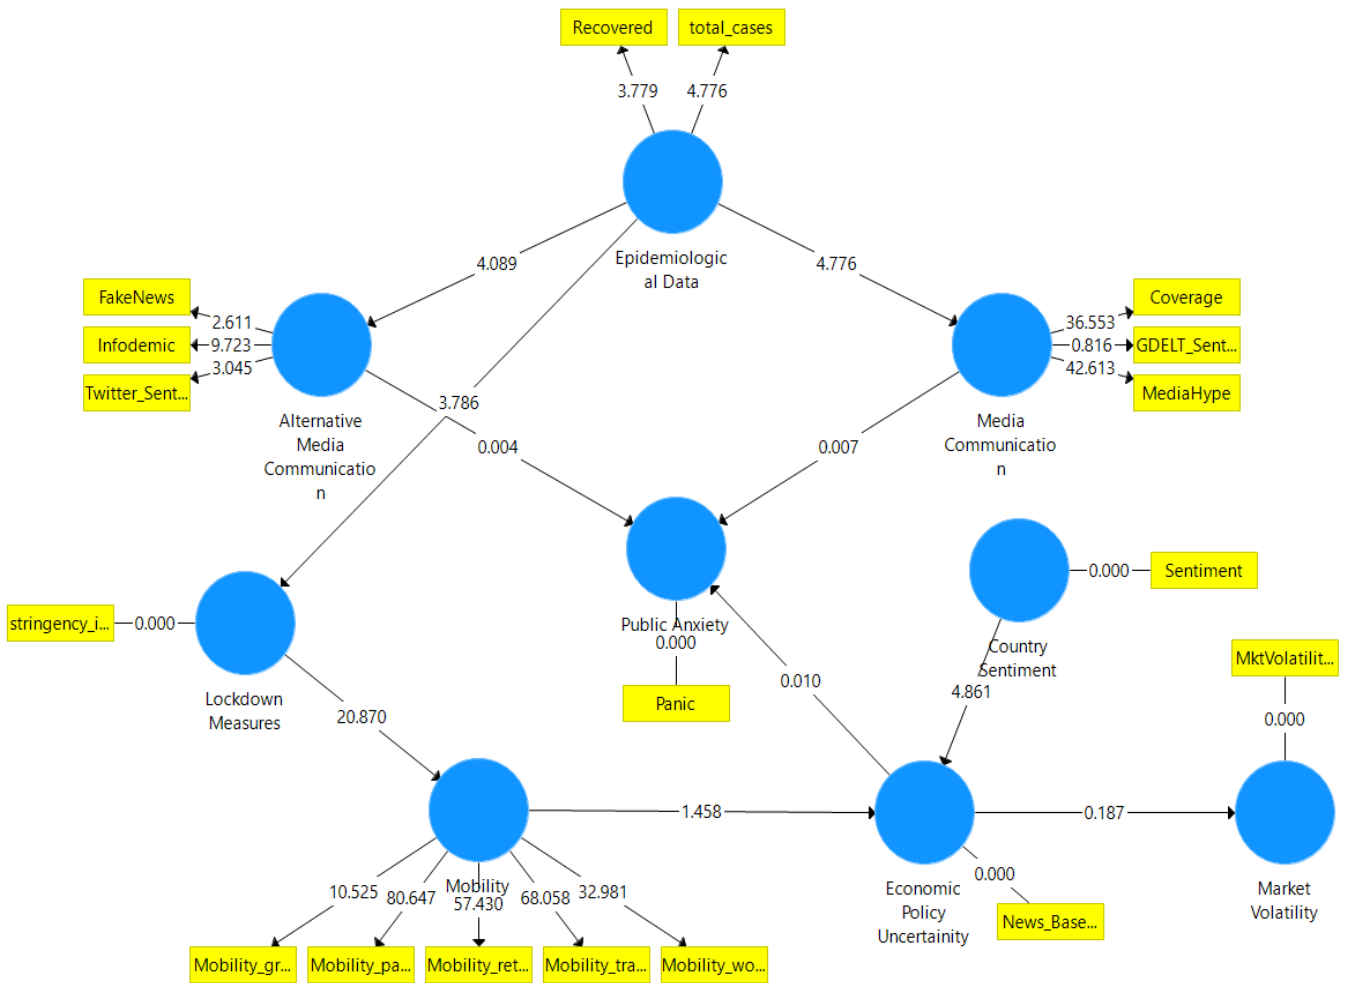 Recovered
total_cases
3.779
4.776
Epidemiologic
al Data
4.089
4.776
FakeNews
2.611
Infodemic
9.723
Twitter_Sent...
3.045
Alternative
Media
Communicatio
n
Coverage
36.553
GDELT_Sent...
0.816
MediaHype
42.613
Media
Communicatio
n
3.786
0.004
0.007
Public Anxiety
0.000
Panic
Country
Sentiment
0.000
Sentiment
stringency_i...
0.000
Lockdown
Measures
20.870
0.010
4.861
MktVolatilit...
0.000
1.458
0.187
Mobility
10.525
80.647
57.430
68.058
32.981
Mobility_gr...
Mobility_pa...
Mobility_ret...
Mobility_tra...
Mobility_wo...
Economic
Policy
Uncertainity
0.000
News_Base...
Market
Volatility